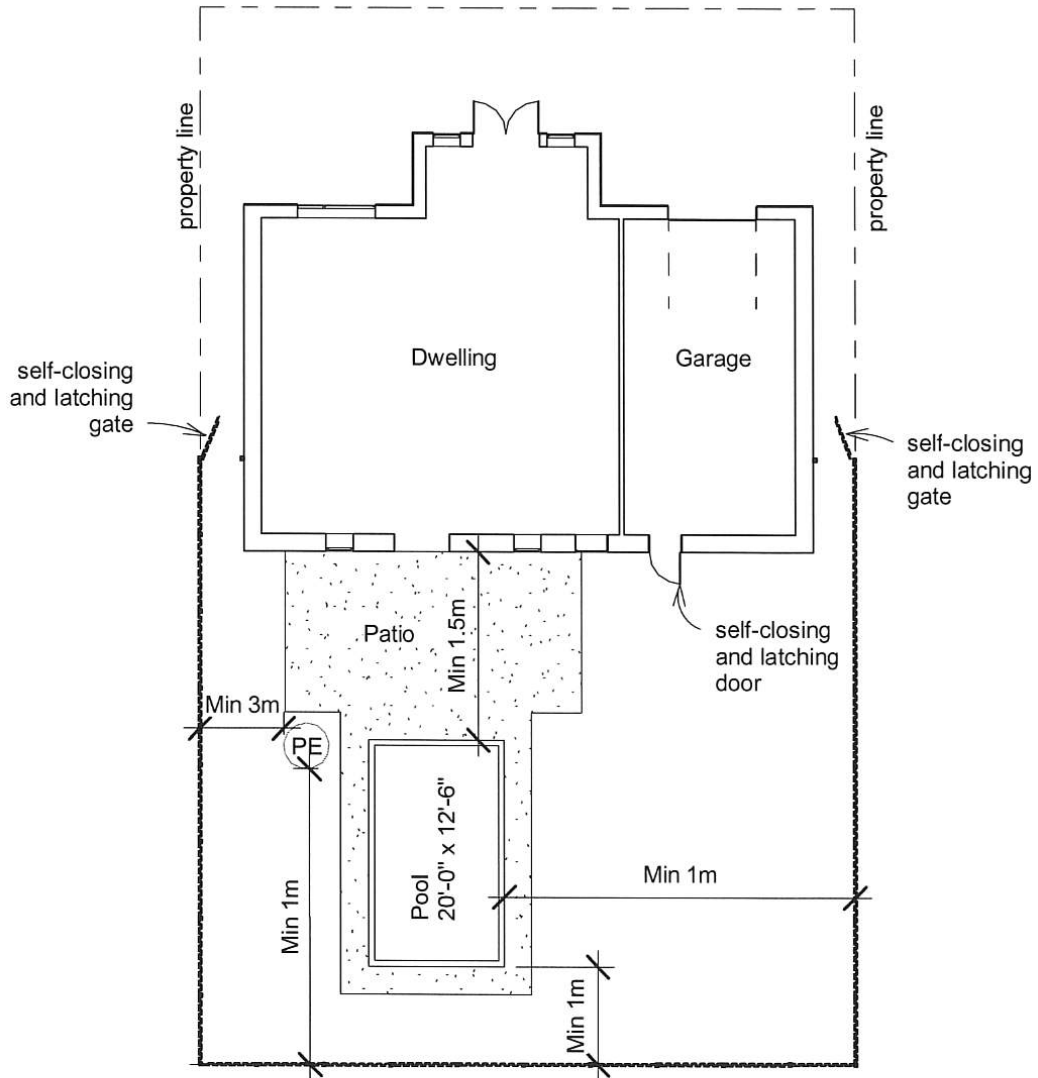 property line
property line
Dwelling
Garage
self-closing
and latching
gate
self-closing
and latching
gate
Patio
Min 1.5m
self-closing
and latching
door
Min 3m
PE
Pool
20'-0" x 12'-6"
Min 1m
Min 1m
Min 1m